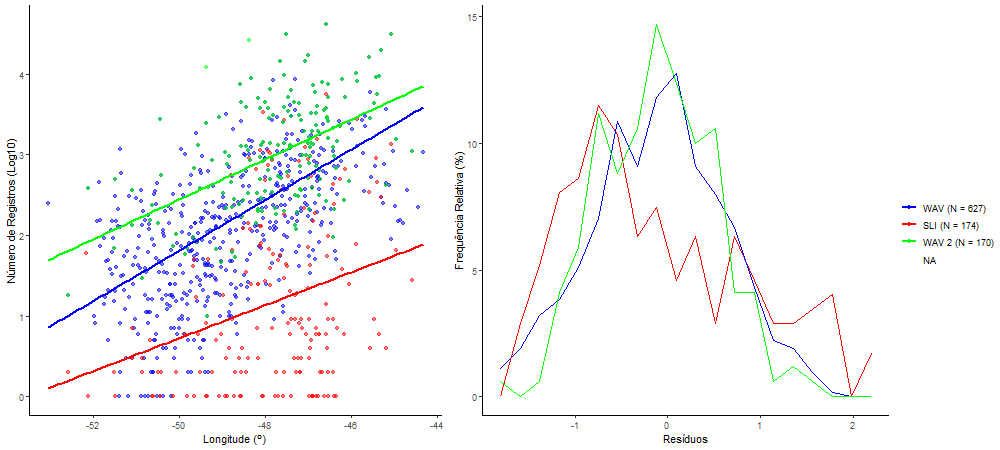 Número de Registros (Log10)
4
3
2
1
0
-52
-50
-48
-46
-44
Longitude (º)
Frequência Relativa (%)
15
10
5
0
-1
0
1
2
Resíduos
WAV (N = 627)
SLI (N = 174)
WAV 2 (N = 170)
NA